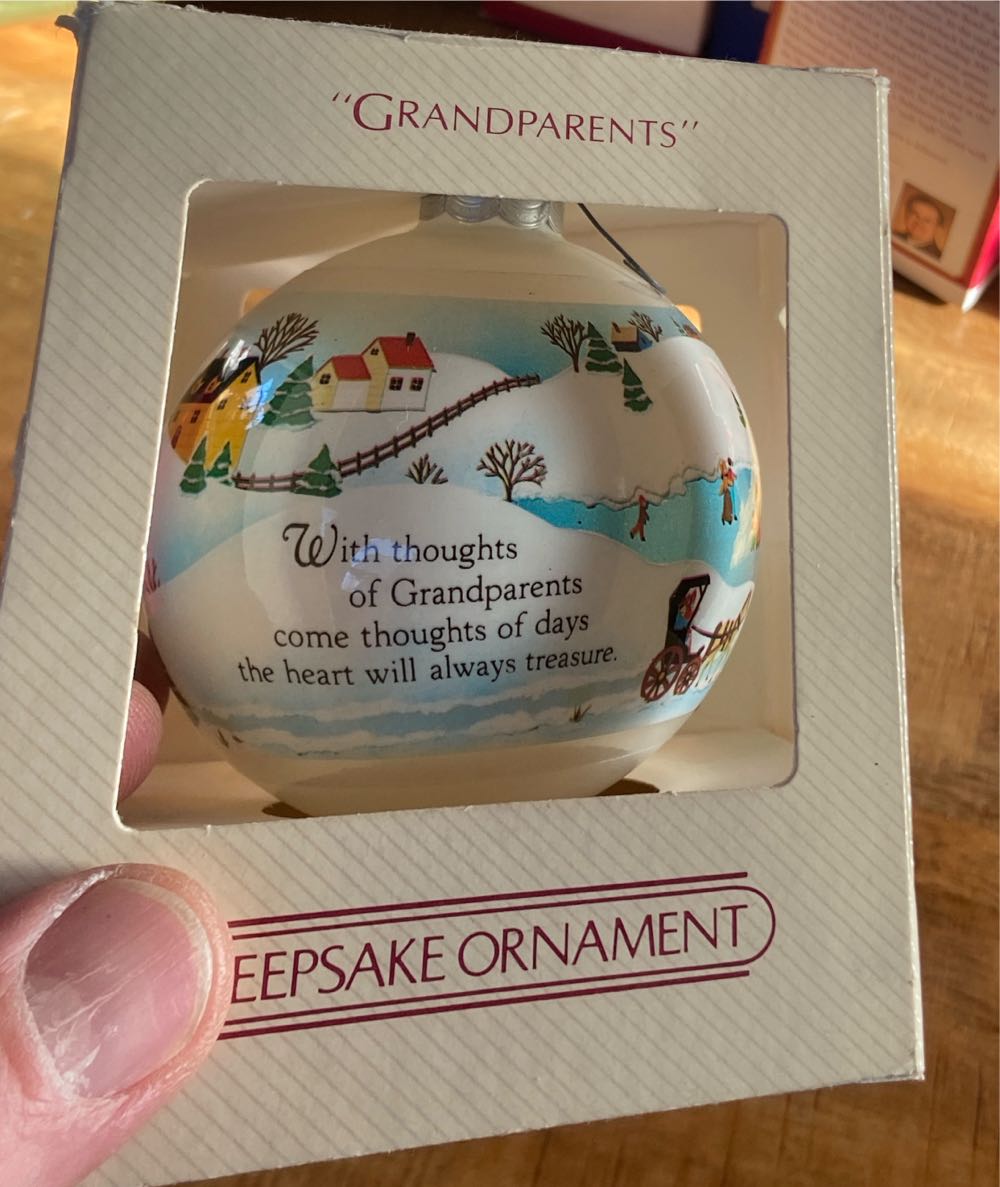 "GRANDPARENTS"
With thoughts
of Grandparents
come thoughts of days
the heart will always treasure.
EEPSAKE ORNAMENT